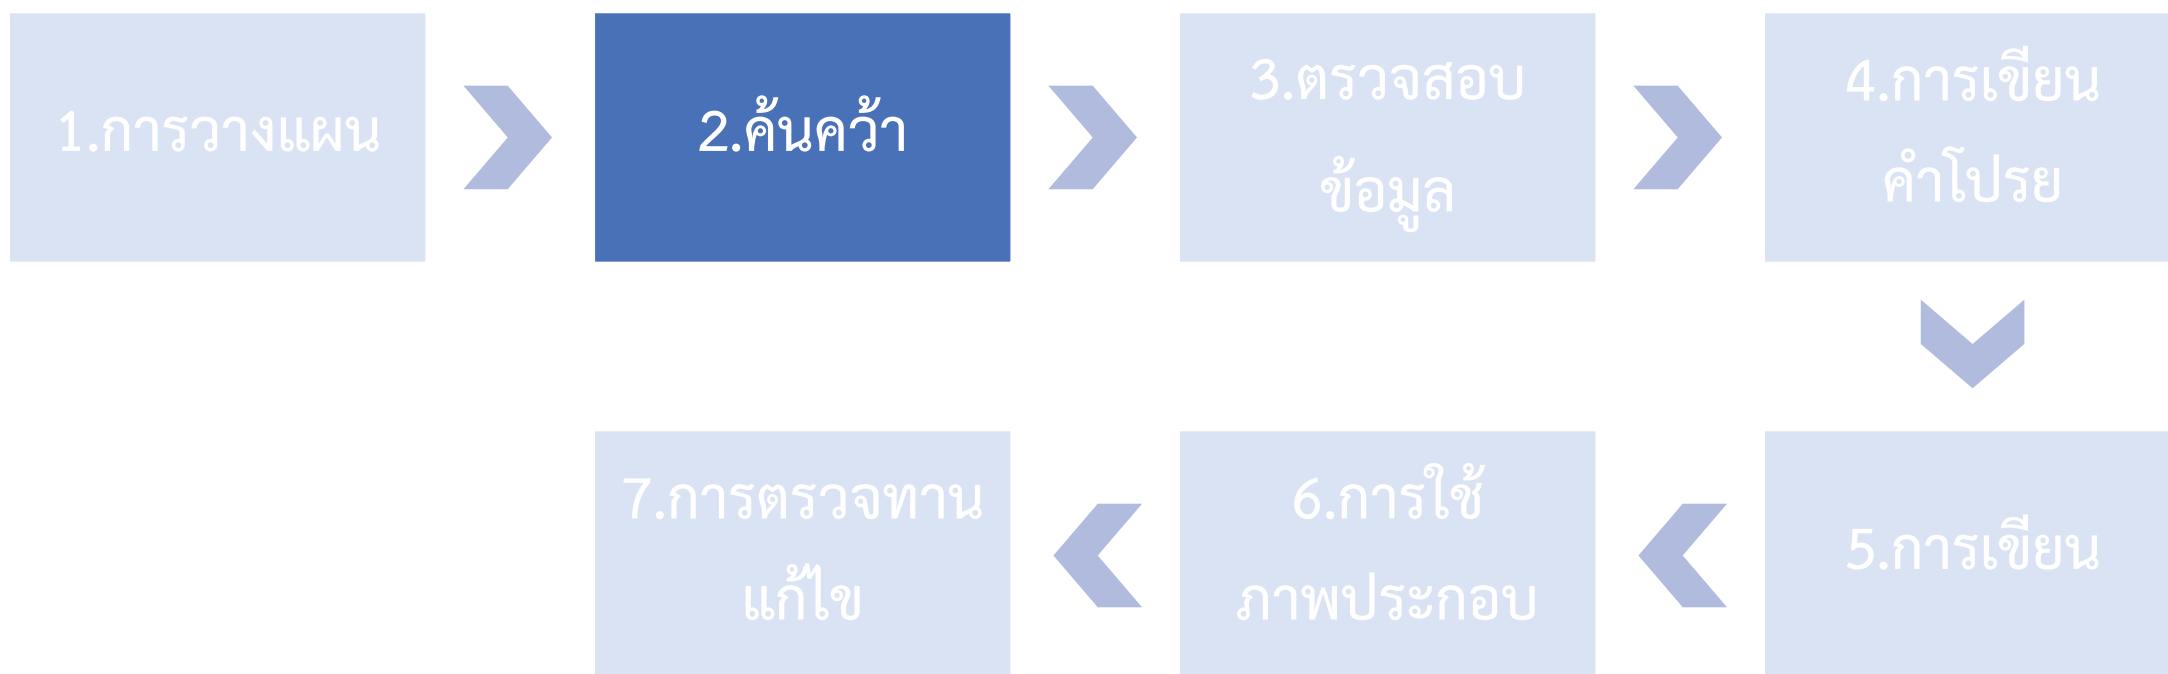 1.การวางแผน
2.ค้นคว้า
3.ตรวจสอบ
ข้อมูล
4.การเขียน
คำโปรย
5.การเขียน
6.การใช้
ภาพประกอบ
7.การตรวจทาน
แก้ไข